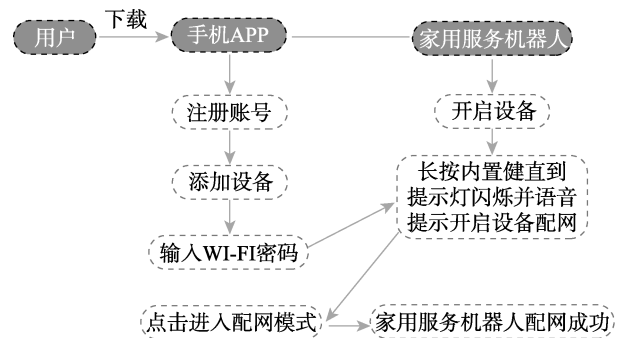 用户
下载
手机APP
家用服务机器人
注册账号
开启设备
添加设备
长按内置健直到
提示灯闪烁并语音
提示开启设备配网
输入WI-FI密码
点击进入配网模式
家用服务机器人配网成功